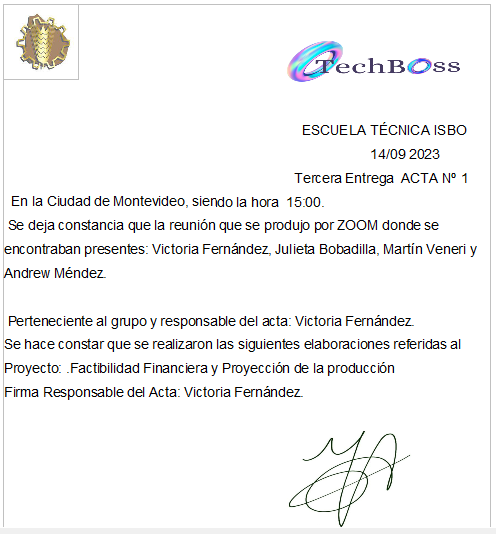 TechBoss
ESCUELA TÉCNICA ISBO
14/09 2023
Tercera Entrega ACTA Nº 1
En la Ciudad de Montevideo, siendo la hora 15:00.
Se deja constancia que la reunión que se produjo por ZOOM donde se
encontraban presentes: Victoria Fernández, Julieta Bobadilla, Martín Veneri y
Andrew Méndez.
Perteneciente al grupo y responsable del acta: Victoria Fernández.
Se hace constar que se realizaron las siguientes elaboraciones referidas al
Proyecto: .Factibilidad Financiera y Proyección de la producción
Firma Responsable del Acta: Victoria Fernández.